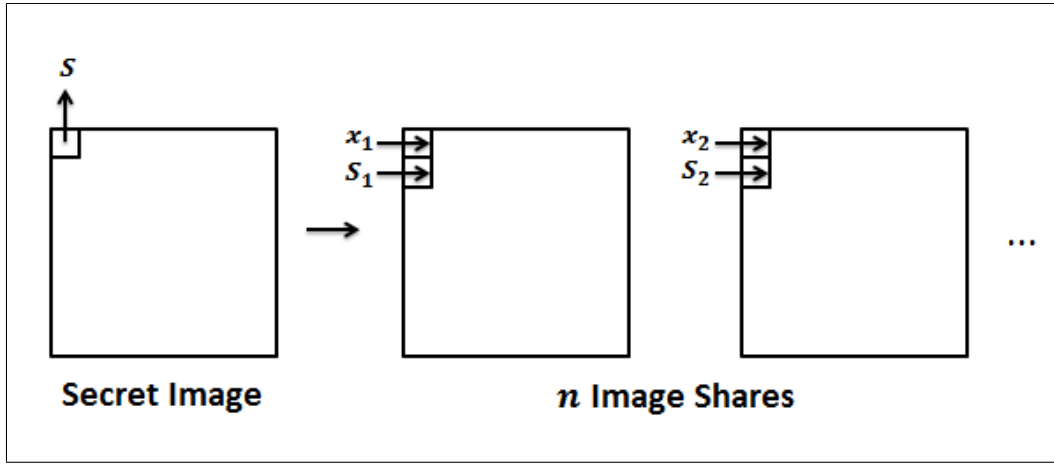 S
x₁
S₁
x₂
S₂
...
Secret Image
n Image Shares